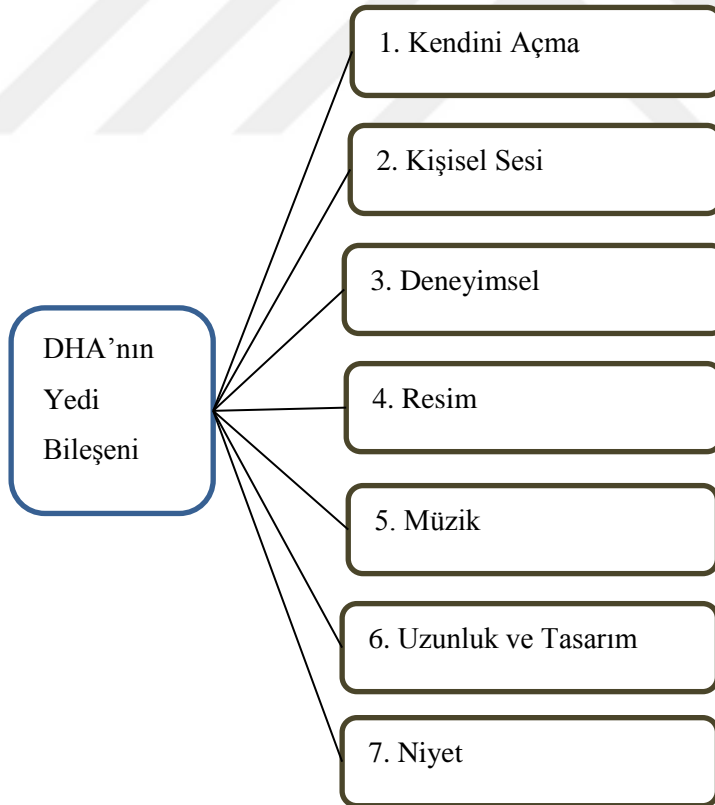 1. Kendini Açma
2. Kişisel Sesi
3. Deneyimsel
DHA’nın
Yedi
Bileşeni
4. Resim
5. Müzik
6. Uzunluk ve Tasarım
7. Niyet